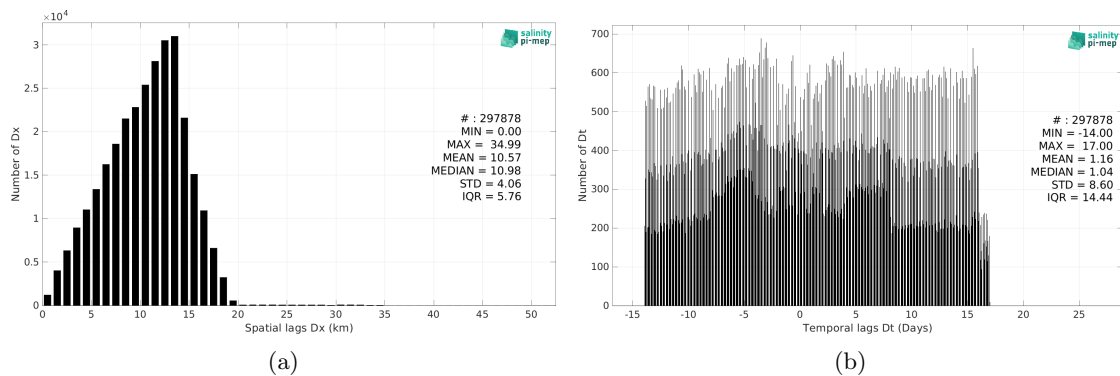 ×10⁴
3
2.5
2
1.5
1
0.5
0
Number of Dx
0 5 10 15 20 25 30 35 40 45 50
Spatial lags Dx (km)
salinity
pi-mep
# : 297878
MIN = 0.00
MAX = 34.99
MEAN = 10.57
MEDIAN = 10.98
STD = 4.06
IQR = 5.76
(a)
700
600
500
400
300
200
100
0
Number of Dt
-15 -10 -5 0 5 10 15 20 25
Temporal lags Dt (Days)
salinity
pi-mep
# : 297878
MIN = -14.00
MAX = 17.00
MEAN = 1.16
MEDIAN = 1.04
STD = 8.60
IQR = 14.44
(b)